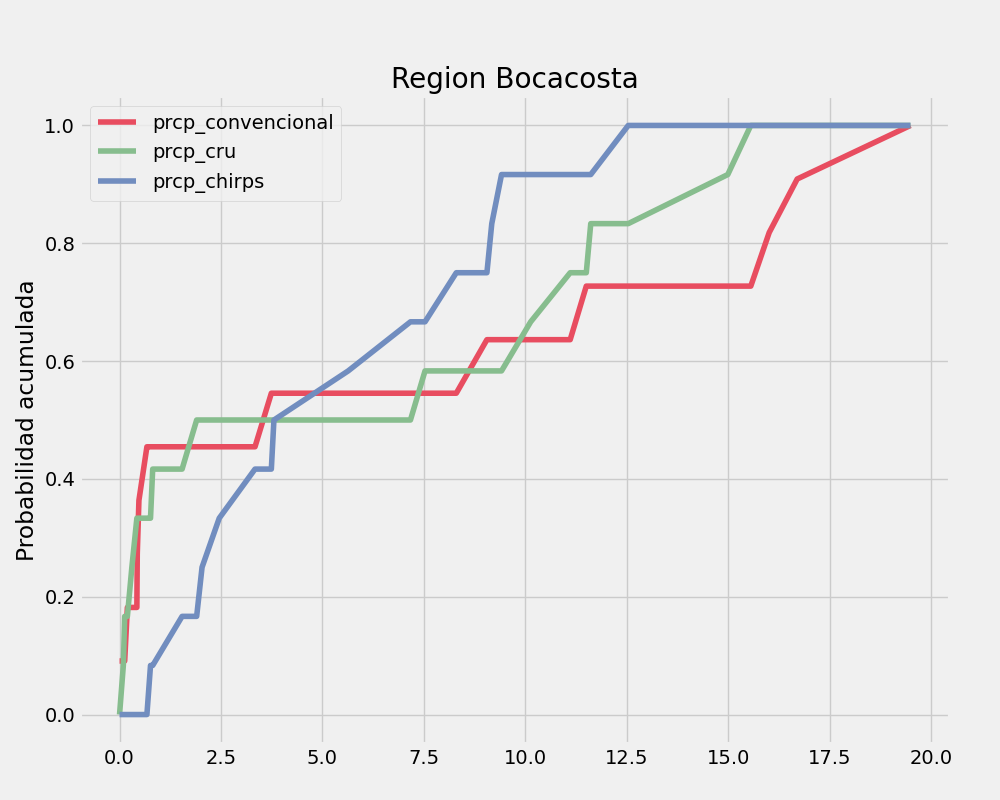 Region Bocacosta
prcp_convencional
prcp_cru
prcp_chirps
Probabilidad acumulada
1.0
0.8
0.6
0.4
0.2
0.0
0.0 2.5 5.0 7.5 10.0 12.5 15.0 17.5 20.0